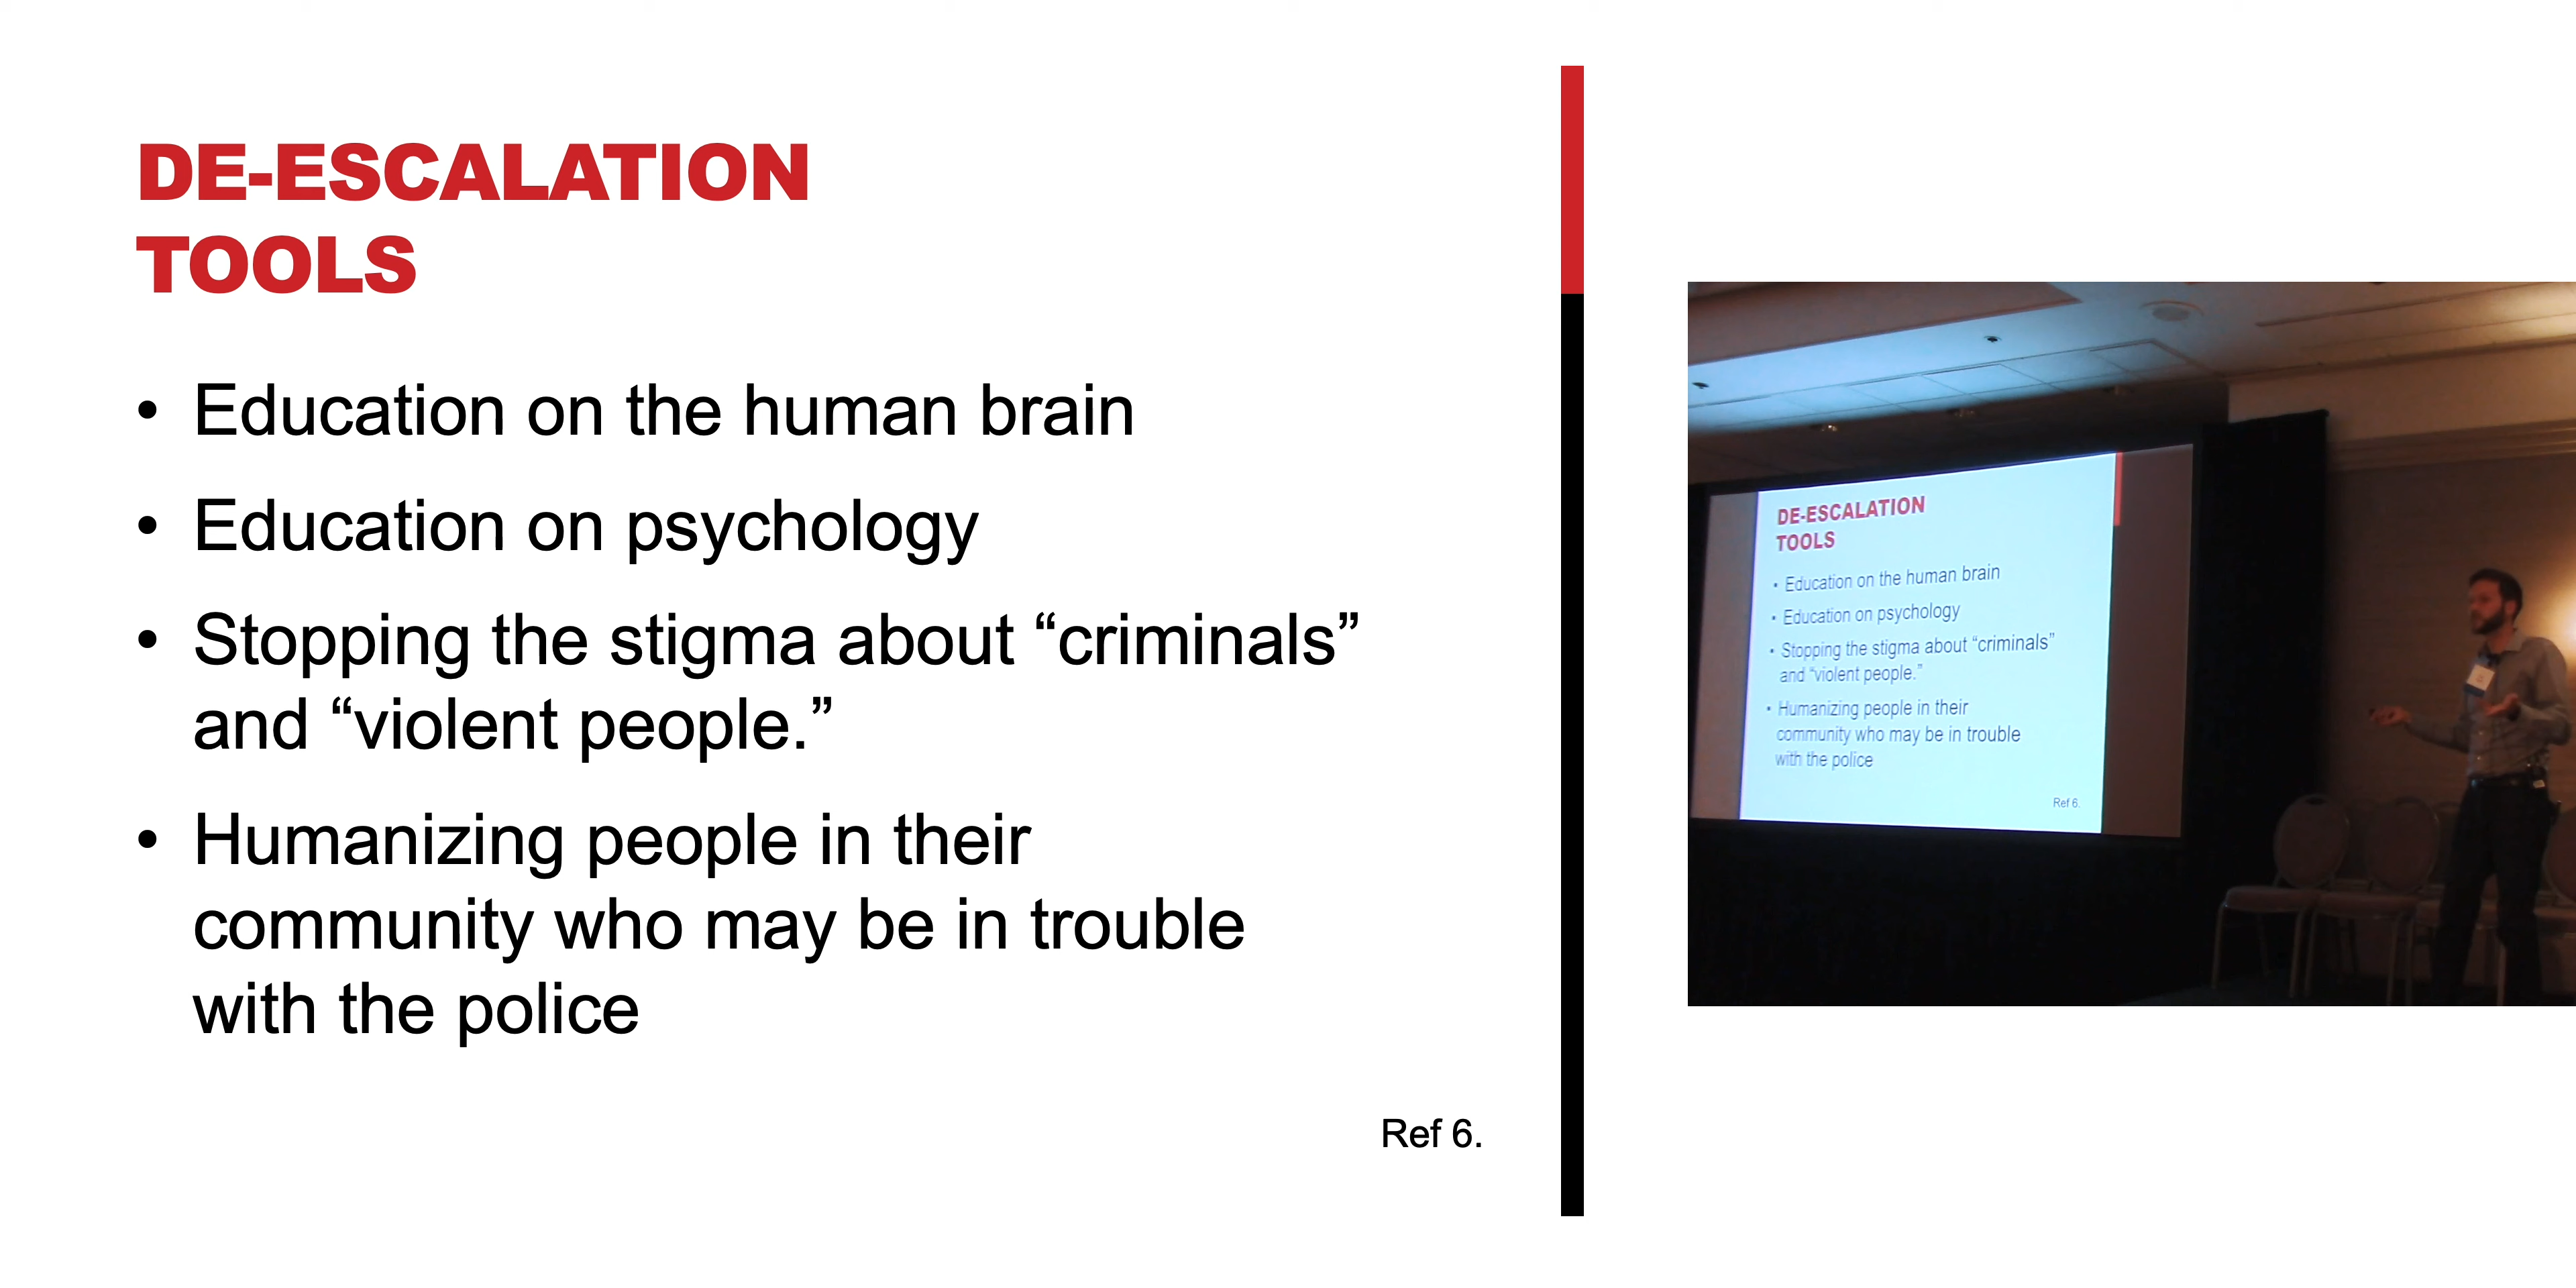 DE-ESCALATION
TOOLS
• Education on the human brain
• Education on psychology
• Stopping the stigma about “criminals”
and “violent people.”
• Humanizing people in their
community who may be in trouble
with the police
Ref 6.
DE-ESCALATION
TOOLS
• Education on the human brain
• Education on psychology
• Stopping the stigma about “criminals”
and “violent people.”
• Humanizing people in their
community who may be in trouble
with the police
Ref 6.